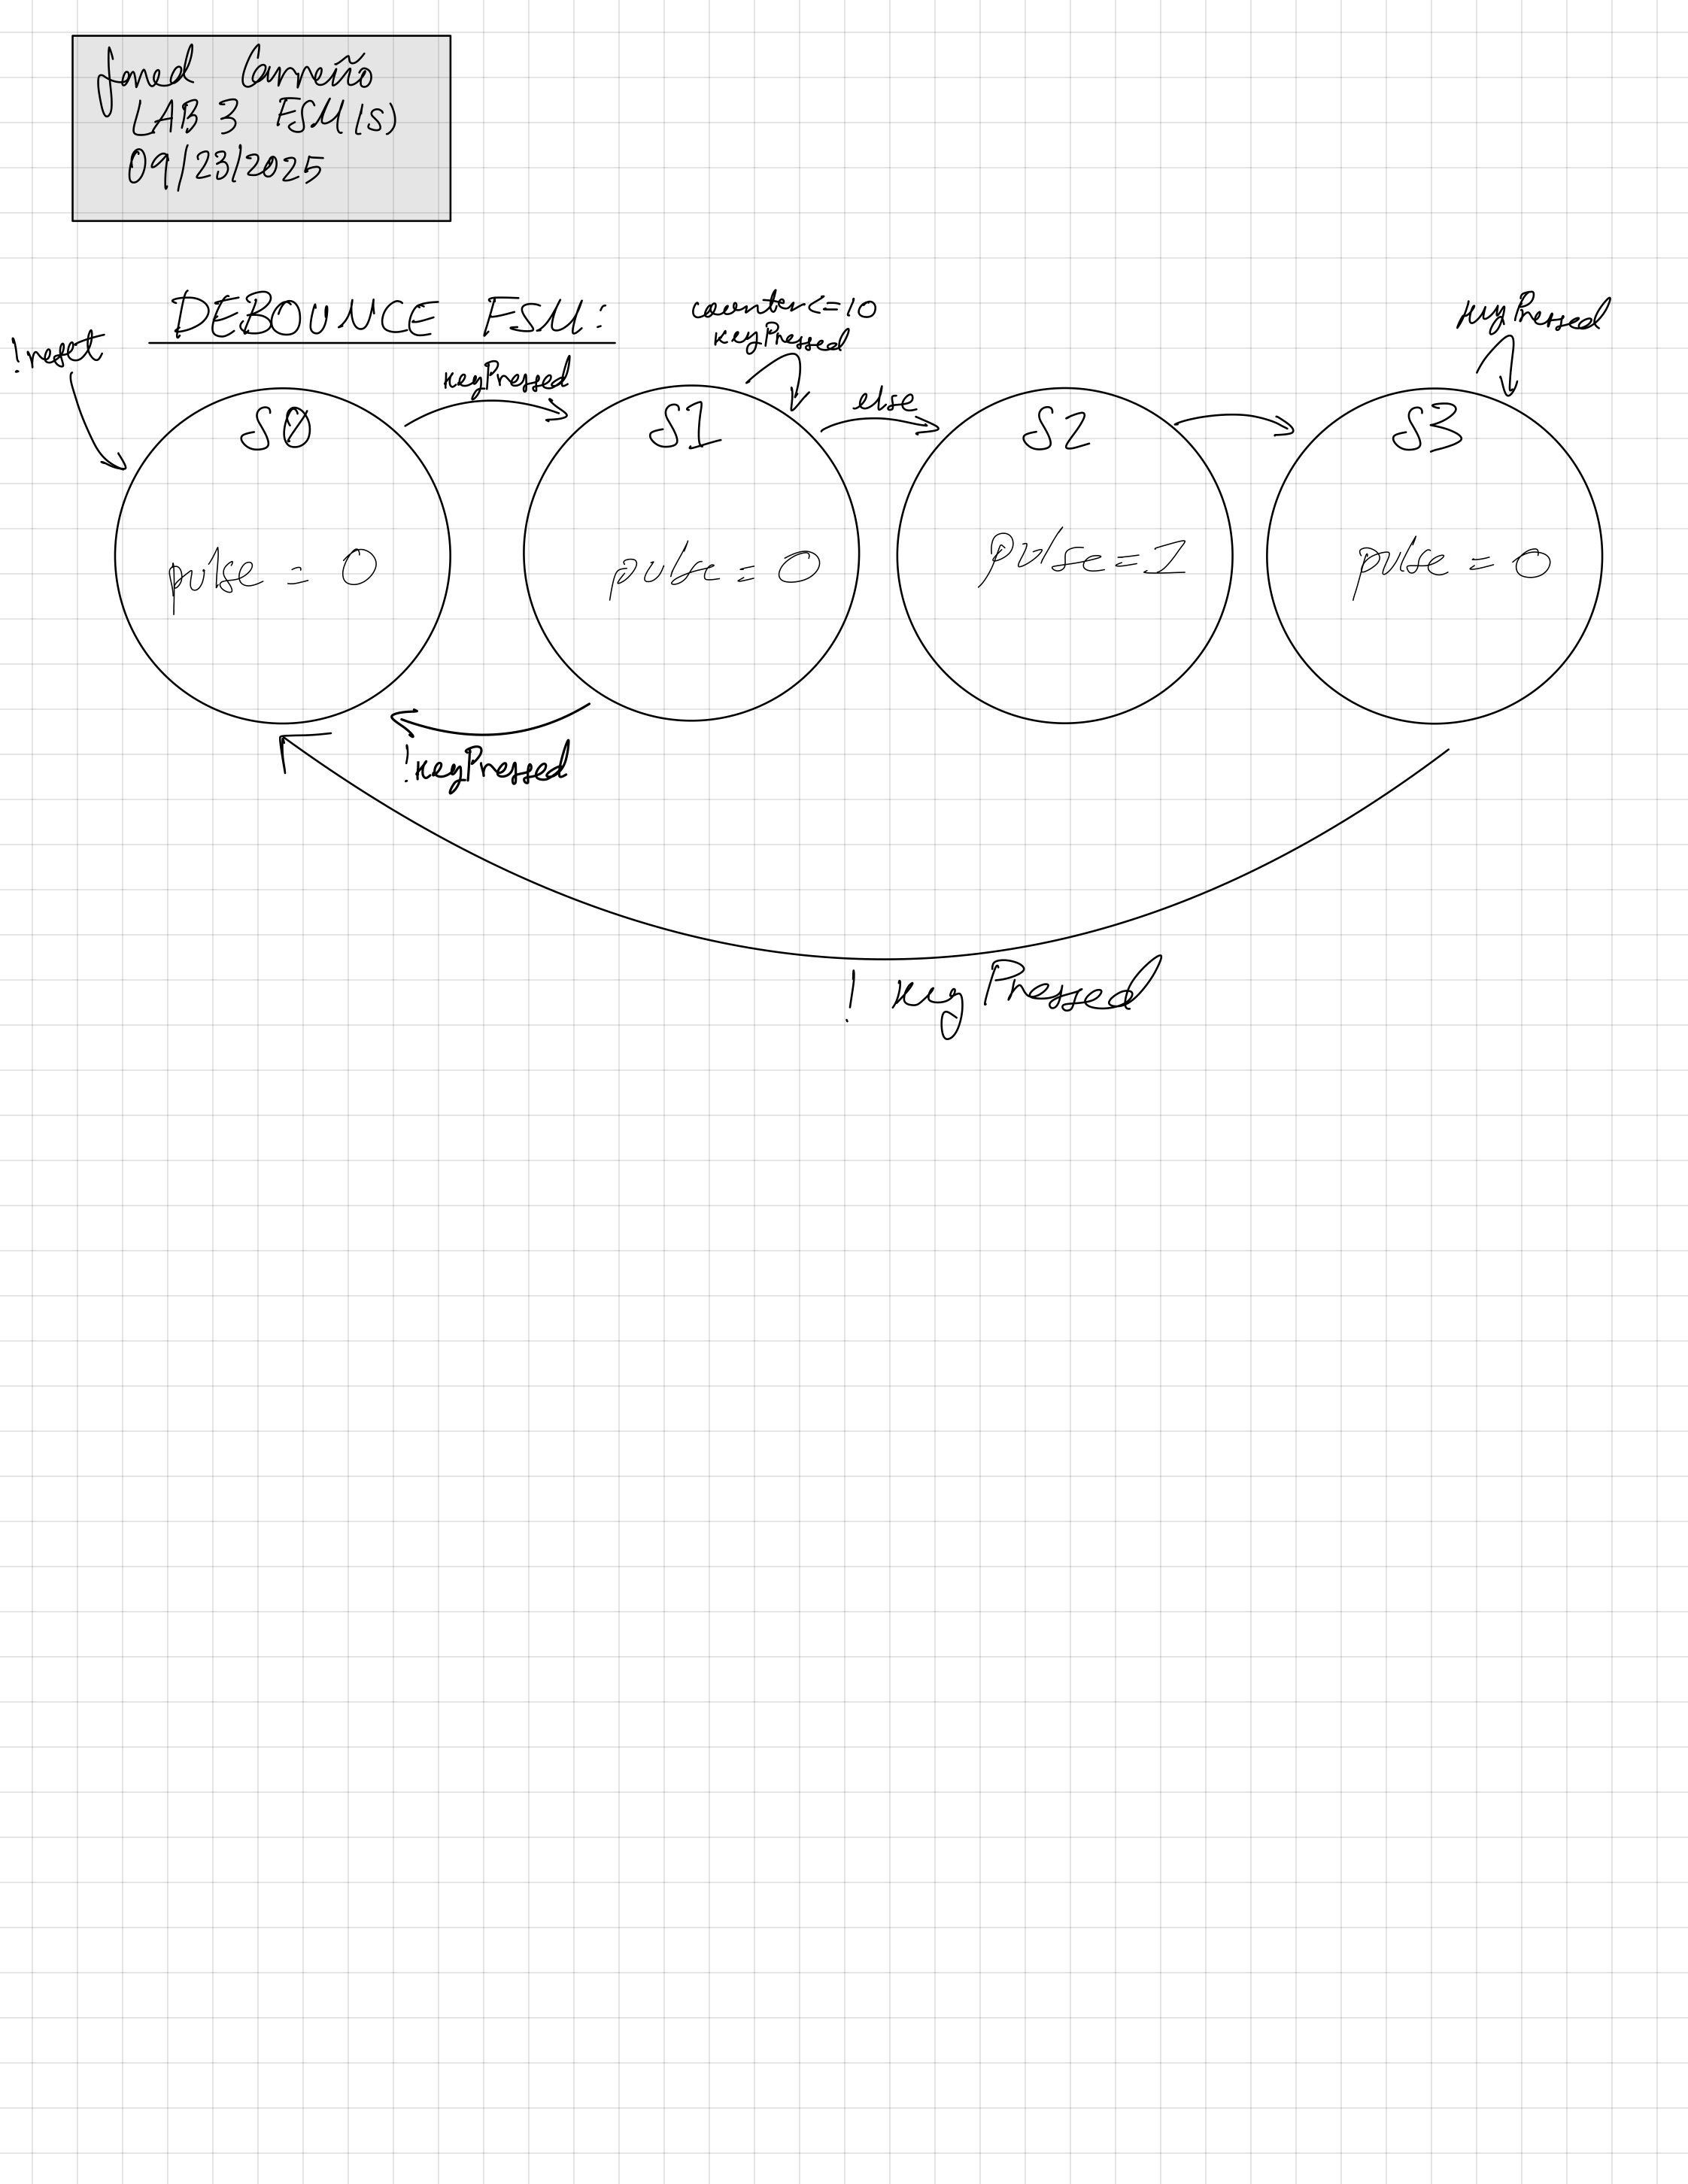 Jared Carreño
LAB 3 FSM(s)
09/23/2025
DEBOUNCE FSM:
!reset
keyPressed
counter<=10
keyPressed
else
keyPressed
S0
S1
S2
S3
pulse = 0
pulse = 0
pulse = 1
pulse = 0
!keyPressed
! keyPressed